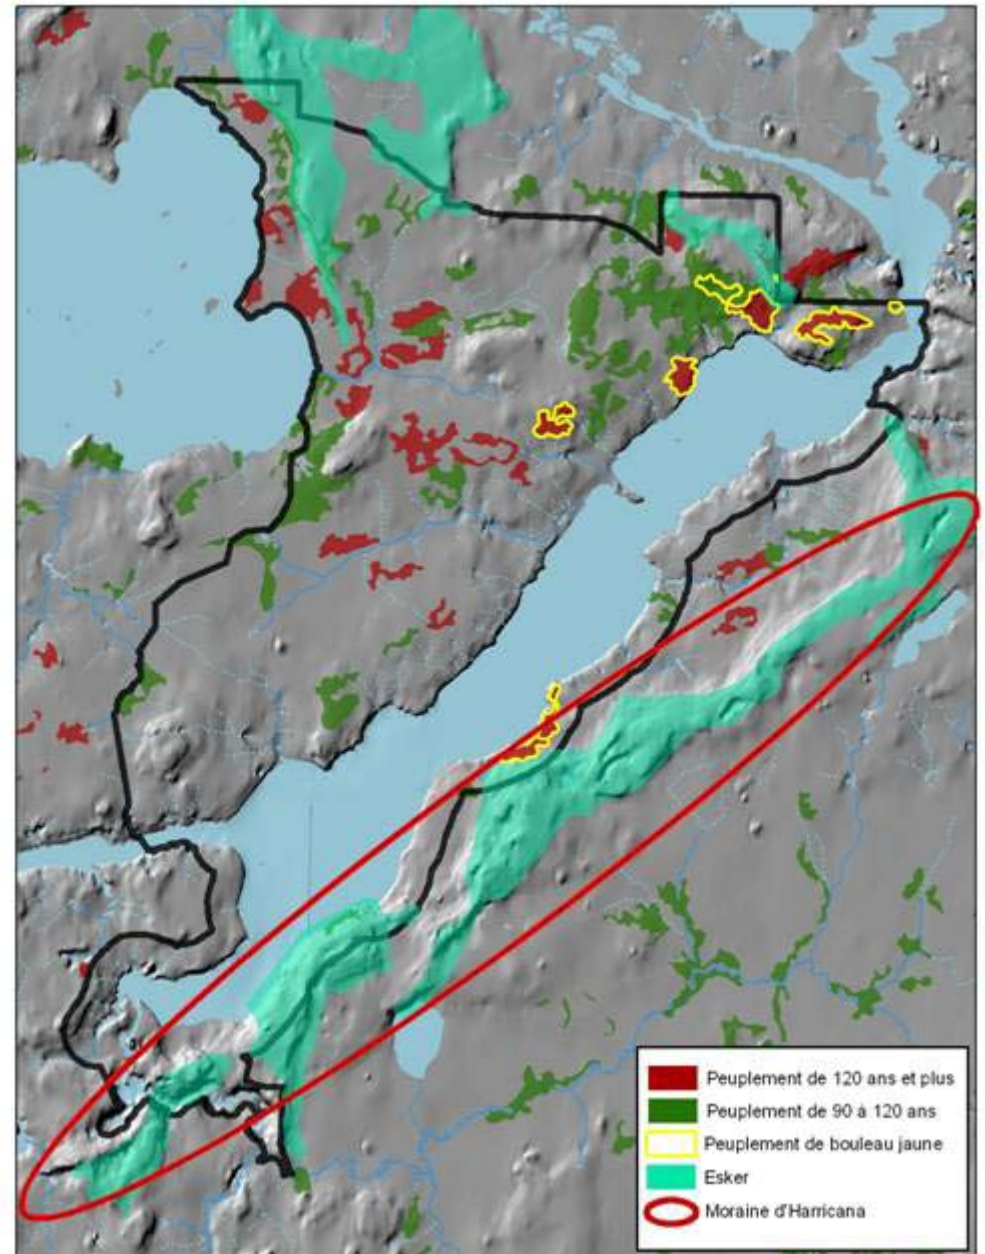 Peuplement de 120 ans et plus
Peuplement de 90 à 120 ans
Peuplement de bouleau jaune
Esker
Moraine d'Harricana